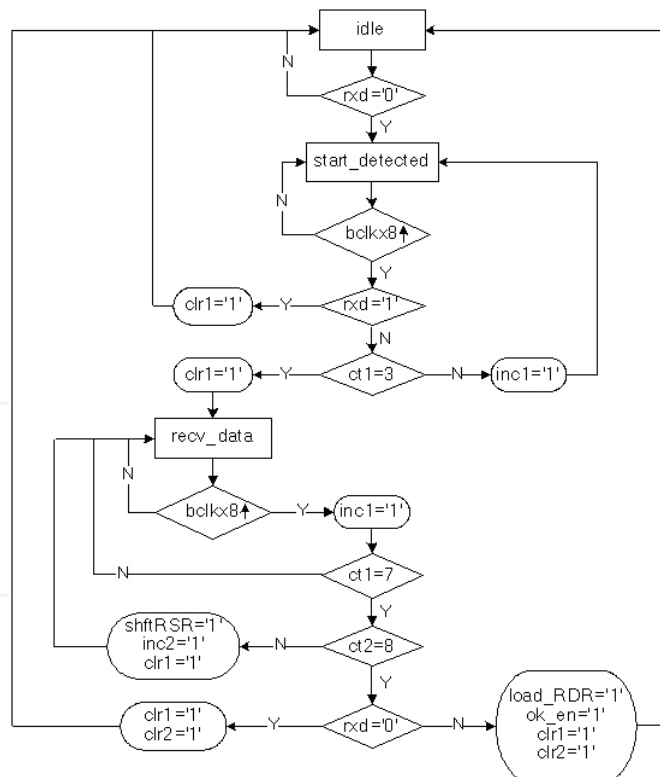 idle
N
rxd='0'
Y
start_detected
N
bclkx8↑
Y
clr1='1'
Y
rxd='1'
N
clr1='1'
Y
ct1=3
N
inc1='1'
recv_data
N
bclkx8↑
Y
inc1='1'
N
ct1=7
Y
shftRSR='1'
inc2='1'
clr1='1'
N
ct2=8
Y
clr1='1'
clr2='1'
Y
rxd='0'
N
load_RDR='1'
ok_en='1'
clr1='1'
clr2='1'